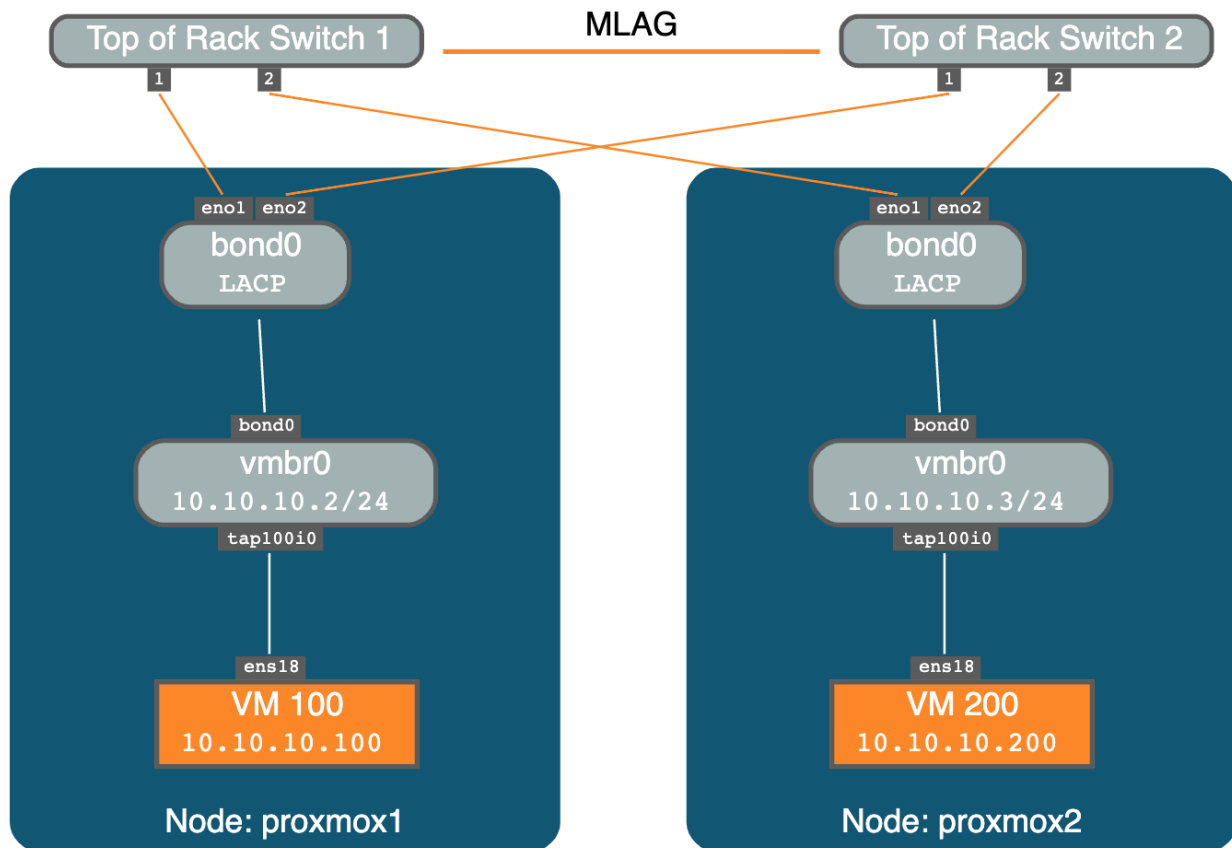 MLAG
Top of Rack Switch 1
Top of Rack Switch 2
1 2
1 2
eno1 eno2
bond0
LACP
bond0
vmbr0
10.10.10.2/24
tap100i0
ens18
VM 100
10.10.10.100
Node: proxmox1
eno1 eno2
bond0
LACP
bond0
vmbr0
10.10.10.3/24
tap100i0
ens18
VM 200
10.10.10.200
Node: proxmox2